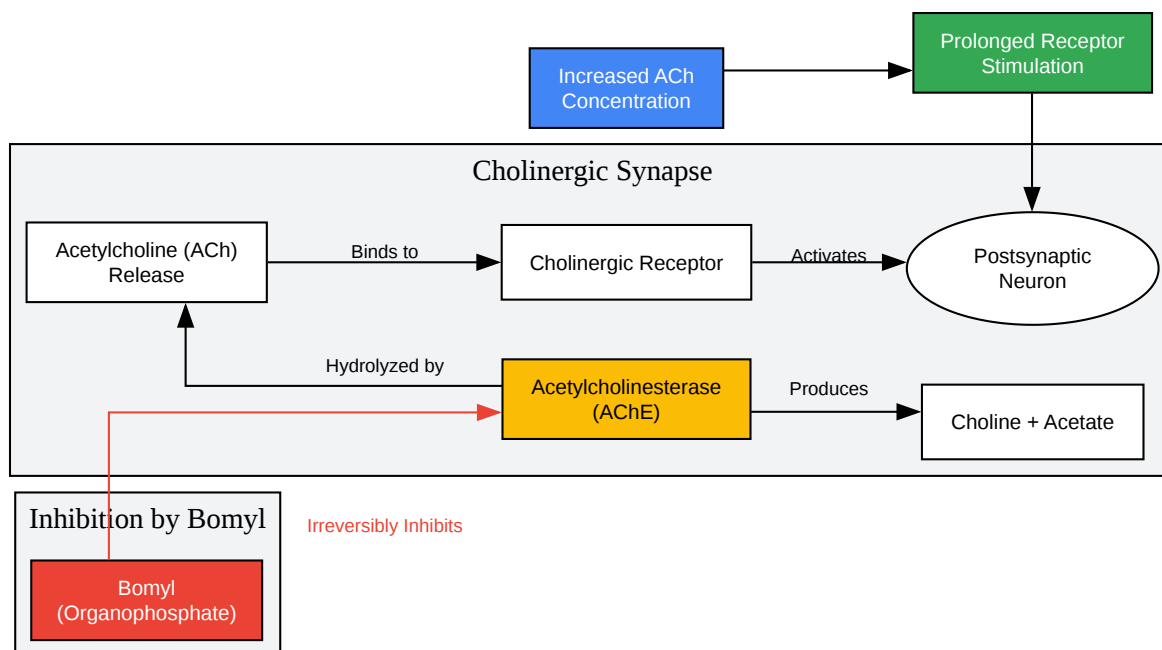 Prolonged Receptor
Stimulation
Increased ACh
Concentration
Cholinergic Synapse
Acetylcholine (ACh)
Release
Binds to
Cholinergic Receptor
Activates
Postsynaptic
Neuron
Hydrolyzed by
Acetylcholinesterase
(AChE)
Produces
Choline + Acetate
Inhibition by Bomyl
Irreversibly Inhibits
Bomyl
(Organophosphate)